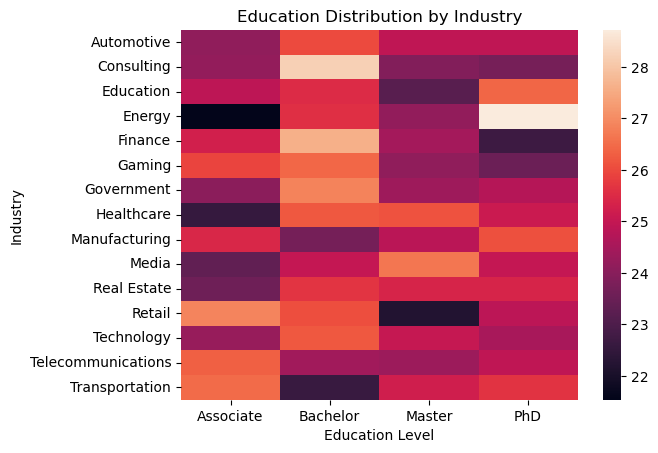 Education Distribution by Industry
Industry
Automotive
Consulting
Education
Energy
Finance
Gaming
Government
Healthcare
Manufacturing
Media
Real Estate
Retail
Technology
Telecommunications
Transportation
Associate Bachelor Master PhD
Education Level
28
27
26
25
24
23
22